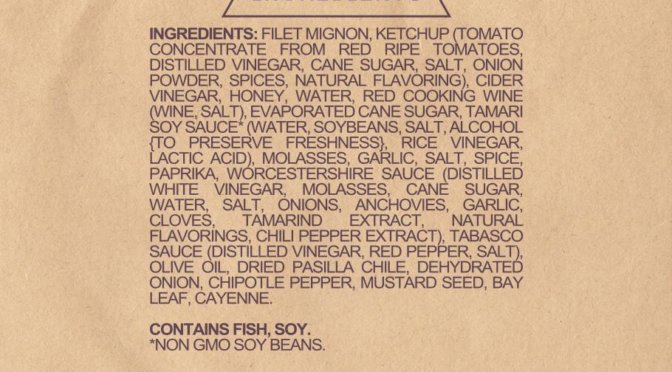 INGREDIENTS: FILET MIGNON, KETCHUP (TOMATO
CONCENTRATE FROM RED RIPE TOMATOES,
DISTILLED VINEGAR, CANE SUGAR, SALT, ONION
POWDER, SPICES, NATURAL FLAVORING), CIDER
VINEGAR, HONEY, WATER, RED COOKING WINE
(WINE, SALT), EVAPORATED CANE SUGAR, TAMARI
SOY SAUCE* (WATER, SOYBEANS, SALT, ALCOHOL
{TO PRESERVE FRESHNESS}, RICE VINEGAR,
LACTIC ACID), MOLASSES, GARLIC, SALT, SPICE,
PAPRIKA, WORCESTERSHIRE SAUCE (DISTILLED
WHITE VINEGAR, MOLASSES, CANE SUGAR,
WATER, SALT, ONIONS, ANCHOVIES, GARLIC,
CLOVES, TAMARIND EXTRACT, NATURAL
FLAVORINGS, CHILI PEPPER EXTRACT), TABASCO
SAUCE (DISTILLED VINEGAR, RED PEPPER, SALT),
OLIVE OIL, DRIED PASILLA CHILE, DEHYDRATED
ONION, CHIPOTLE PEPPER, MUSTARD SEED, BAY
LEAF, CAYENNE.
CONTAINS FISH, SOY.
*NON GMO SOY BEANS.